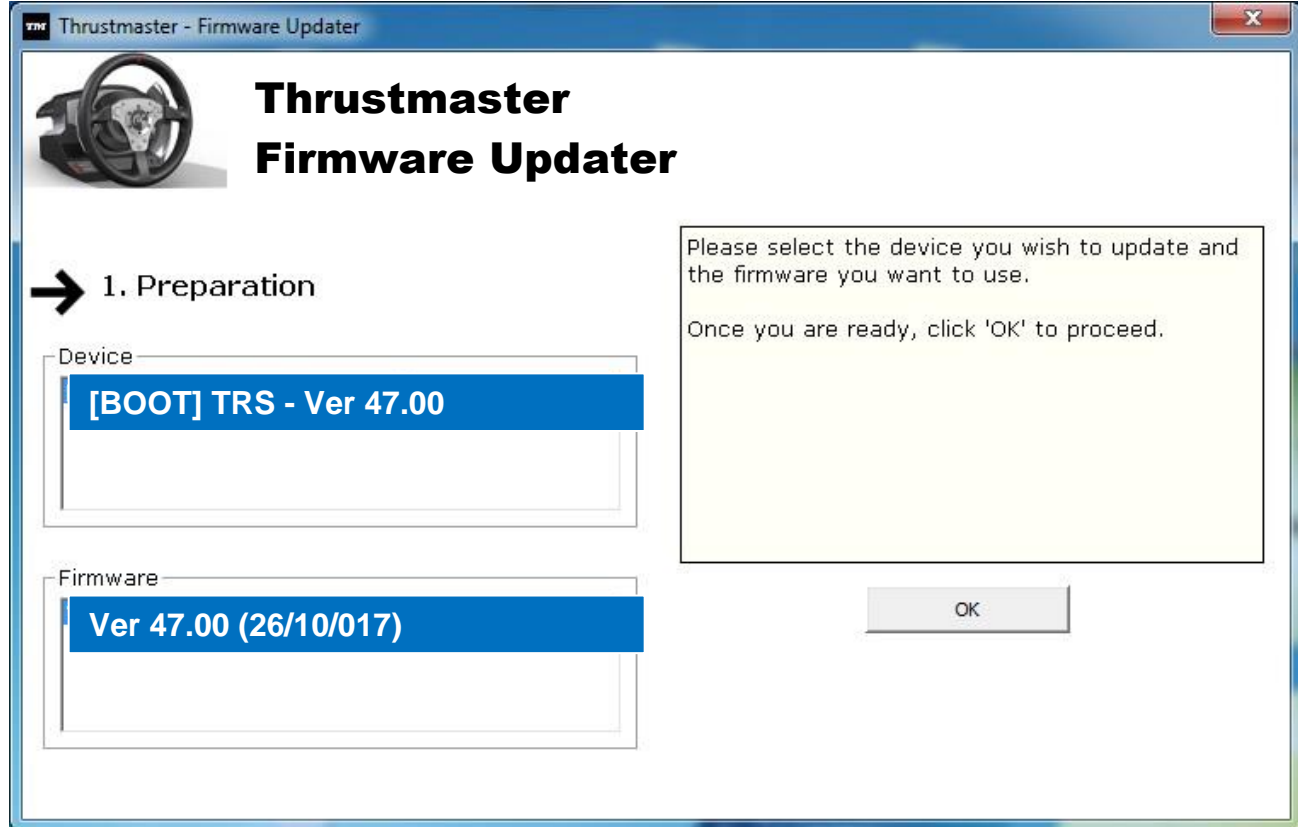 Thrustmaster - Firmware Updater
Thrustmaster
Firmware Updater
1. Preparation
Device
[BOOT] TRS - Ver 47.00
Firmware
Ver 47.00 (26/10/017)
Please select the device you wish to update and
the firmware you want to use.
Once you are ready, click 'OK' to proceed.
OK